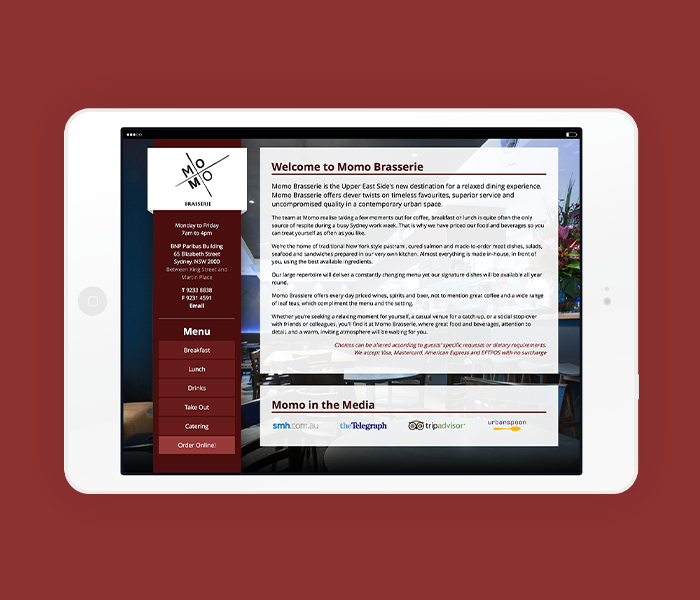 MO
MO
BRASSERIE
Monday to Friday
7am to 4pm
BNP Paribas Building
65 Elizabeth Street
Sydney, NSW 2000
Between King Street and
Martin Place
T 9233 8838
F 9231 4591
Email
Menu
Breakfast
Lunch
Drinks
Take Out
Catering
Order Online!
Welcome to Momo Brasserie
Momo Brasserie is the Upper East Side's new destination for a relaxed dining experience.
Momo Brasserie offers clever twists on timeless favourites, superior service and
uncompromised quality in a contemporary urban space.
The team at Momo realise taking a few moments out for coffee, breakfast or lunch is quite often the only
source of respite during a busy Sydney work week. That is why we have priced our food and beverages so you
can treat yourself as often as you like.
We're the home of traditional New York style pastrami, cured salmon and made-to-order meat dishes, salads,
seafood and sandwiches prepared in our very own kitchen. Almost everything is made in-house, in front of
you, using the best available ingredients.
Our large repertoire will deliver a constantly changing menu yet our signature dishes will be available all year
round.
Momo Brassiere offers every-day priced wines, spirits and beer, not to mention great coffee and a wide range
of leaf teas, which compliment the menu and the setting.
Whether you're seeking a relaxing moment for yourself, a casual venue for a catch-up, or a social stop-over
with friends or colleagues, you'll find it at Momo Brasserie, where great food and beverages, attention to
detail, and a warm, inviting atmosphere will be waiting for you.
Choices can be altered according to guests' specific requests or dietary requirements.
We accept Visa, Mastercard, American Express and EFTPOS with no surcharge
Momo in the Media
smh.com.au
theTelegraph
tripadvisor
urbanspoon